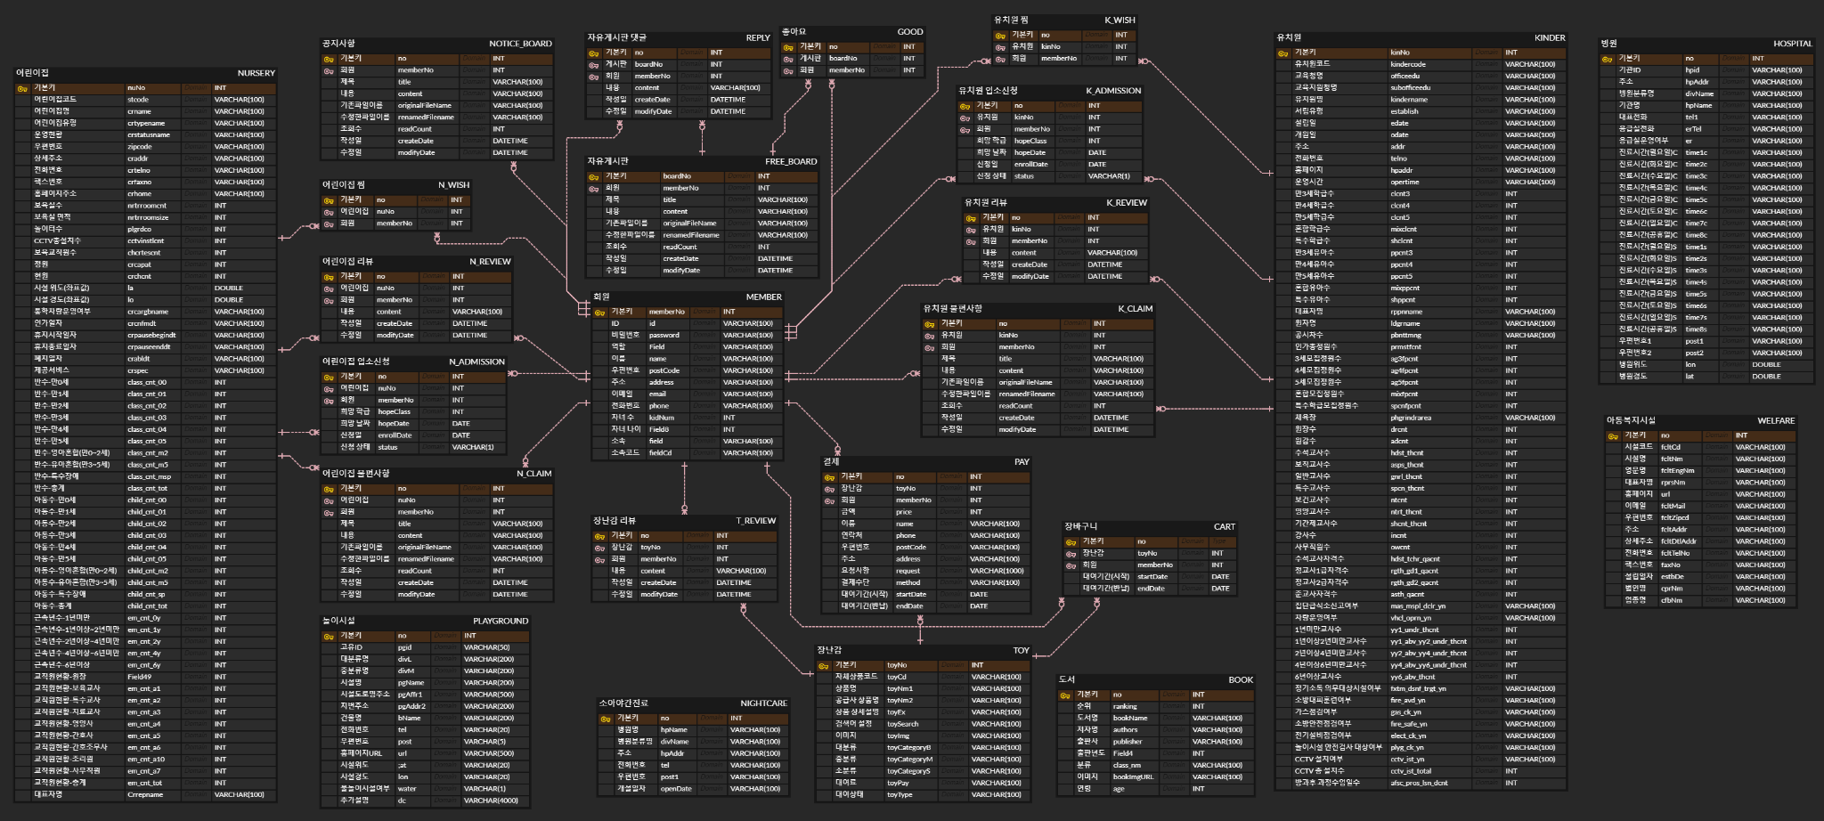 어린이집 NURSERY
기본키 nuNo INT
어린이집코드 stcode VARCHAR(100)
어린이집명 crname VARCHAR(100)
어린이집유형 crtypename VARCHAR(100)
운영현황 crstatusname VARCHAR(100)
우편번호 zipcode VARCHAR(100)
상세주소 craddr VARCHAR(100)
전화번호 crtelno VARCHAR(100)
팩스번호 crfaxno VARCHAR(100)
홈페이지주소 crhome VARCHAR(100)
보육실수 nrtrroomcnt INT
보육실 면적 nrtrroomsize INT
놀이터수 plgrdco INT
CCTV총설치수 cctvinstlcnt INT
보육교직원수 chcrtescnt INT
정원 crcapat INT
현원 crchcnt INT
시설 위도(좌표값) la DOUBLE
시설 경도(좌표값) lo DOUBLE
통학차량운영여부 crcargbname VARCHAR(100)
인가일자 crcnfmdt VARCHAR(100)
휴지시작일자 crpausebegindt VARCHAR(100)
휴지종료일자 crpauseenddt VARCHAR(100)
폐지일자 crabldt VARCHAR(100)
제공서비스 crspec VARCHAR(100)
반수-만0세 class_cnt_00 INT
반수-만1세 class_cnt_01 INT
반수-만2세 class_cnt_02 INT
반수-만3세 class_cnt_03 INT
반수-만4세 class_cnt_04 INT
반수-만5세 class_cnt_05 INT
반수-영아혼합(만0~2세) class_cnt_m2 INT
반수-유아혼합(만3~5세) class_cnt_m5 INT
반수-특수장애 class_cnt_msp INT
반수-총계 class_cnt_tot INT
아동수-만0세 child_cnt_00 INT
아동수-만1세 child_cnt_01 INT
아동수-만2세 child_cnt_02 INT
아동수-만3세 child_cnt_03 INT
아동수-만4세 child_cnt_04 INT
아동수-만5세 child_cnt_05 INT
아동수-영아혼합(만0~2세) child_cnt_m2 INT
아동수-유아혼합(만3~5세) child_cnt_m5 INT
아동수-특수장애 child_cnt_sp INT
아동수-총계 child_cnt_tot INT
근속년수-1년미만 em_cnt_0y INT
근속년수-1년이상~2년미만 em_cnt_1y INT
근속년수-2년이상~4년미만 em_cnt_2y INT
근속년수-4년이상~6년미만 em_cnt_4y INT
근속년수-6년이상 em_cnt_6y INT
교직원현황-원장 Field49 INT
교직원현황-보육교사 em_cnt_a1 INT
교직원현황-특수교사 em_cnt_a2 INT
교직원현황-치료교사 em_cnt_a3 INT
교직원현황-영양사 em_cnt_a4 INT
교직원현황-간호사 em_cnt_a5 INT
교직원현황-간호조무사 em_cnt_a6 INT
교직원현황-조리원 em_cnt_a10 INT
교직원현황-사무직원 em_cnt_a7 INT
교직원현황-총계 em_cnt_tot INT
대표자명 Crrepname VARCHAR(100)
공지사항 NOTICE_BOARD
기본키 no INT
회원 memberNo INT
제목 title VARCHAR(100)
내용 content VARCHAR(100)
기존파일이름 originalFileName VARCHAR(100)
수정한파일이름 renamedFilename VARCHAR(100)
조회수 readCount INT
작성일 createDate DATETIME
수정일 modifyDate DATETIME
어린이집 찜 N_WISH
기본키 no INT
어린이집 nuNo INT
회원 memberNo INT
어린이집 리뷰 N_REVIEW
기본키 no INT
어린이집 nuNo INT
회원 memberNo INT
내용 content VARCHAR(100)
작성일 createDate DATETIME
수정일 modifyDate DATETIME
어린이집 입소신청 N_ADMISSION
기본키 no INT
어린이집 nuNo INT
회원 memberNo INT
희망 학급 hopeClass INT
희망 날짜 hopeDate DATE
신청일 enrollDate DATE
신청 상태 status VARCHAR(1)
어린이집 불편사항 N_CLAIM
기본키 no INT
어린이집 nuNo INT
회원 memberNo INT
제목 title VARCHAR(100)
내용 content VARCHAR(100)
기존파일이름 originalFileName VARCHAR(100)
수정한파일이름 renamedFilename VARCHAR(100)
조회수 readCount INT
작성일 createDate DATETIME
수정일 modifyDate DATETIME
놀이시설 PLAYGROUND
기본키 no INT
고유ID pgid VARCHAR(50)
대분류명 divL VARCHAR(200)
중분류명 divM VARCHAR(200)
시설명 pgName VARCHAR(200)
시설도로명주소 pgAffr1 VARCHAR(500)
지번주소 pgAddr2 VARCHAR(200)
건물명 bName VARCHAR(200)
전화번호 tel VARCHAR(20)
우편번호 post VARCHAR(5)
홈페이지URL url VARCHAR(500)
시설위도 ;at VARCHAR(20)
시설경도 lon VARCHAR(20)
물놀이시설여부 water VARCHAR(1)
추가설명 dc VARCHAR(4000)
자유게시판 댓글 REPLY
기본키 no INT
게시판 boardNo INT
회원 memberNo INT
내용 content VARCHAR(100)
작성일 createDate DATETIME
수정일 modifyDate DATETIME
좋아요 GOOD
기본키 no INT
게시판 boardNo INT
회원 memberNo INT
자유게시판 FREE_BOARD
기본키 boardNo INT
회원 memberNo INT
제목 title VARCHAR(100)
내용 content VARCHAR(100)
기존파일이름 originalFileName VARCHAR(100)
수정한파일이름 renamedFilename VARCHAR(100)
조회수 readCount INT
작성일 createDate DATETIME
수정일 modifyDate DATETIME
회원 MEMBER
기본키 memberNo INT
ID id VARCHAR(100)
비밀번호 password VARCHAR(100)
역할 Field VARCHAR(100)
이름 name VARCHAR(100)
우편번호 postCode VARCHAR(100)
주소 address VARCHAR(100)
이메일 email VARCHAR(100)
전화번호 phone VARCHAR(100)
자녀 수 kidNum INT
자녀 나이 Field8 INT
소속 field VARCHAR(100)
소속코드 fieldCd VARCHAR(100)
장난감 리뷰 T_REVIEW
기본키 no INT
장난감 toyNo INT
회원 memberNo INT
내용 content VARCHAR(100)
작성일 createDate DATETIME
수정일 modifyDate DATETIME
소아야간진료 NIGHTCARE
기본키 no INT
병원명 hpName VARCHAR(100)
병원분류명 divName VARCHAR(100)
주소 hpAddr VARCHAR(100)
전화번호 tel VARCHAR(100)
우편번호 post1 VARCHAR(100)
개설일자 openDate VARCHAR(100)
유치원 찜 K_WISH
기본키 no INT
유치원 kinNo INT
회원 memberNo INT
유치원 입소신청 K_ADMISSION
기본키 no INT
유치원 kinNo INT
회원 memberNo INT
희망 학급 hopeClass INT
희망 날짜 hopeDate DATE
신청일 enrollDate DATE
신청 상태 status VARCHAR(1)
유치원 리뷰 K_REVIEW
기본키 no INT
유치원 kinNo INT
회원 memberNo INT
내용 content VARCHAR(100)
작성일 createDate DATETIME
수정일 modifyDate DATETIME
유치원 불편사항 K_CLAIM
기본키 no INT
유치원 kinNo INT
회원 memberNo INT
제목 title VARCHAR(100)
내용 content VARCHAR(100)
기존파일이름 originalFileName VARCHAR(100)
수정한파일이름 renamedFilename VARCHAR(100)
조회수 readCount INT
작성일 createDate DATETIME
수정일 modifyDate DATETIME
결제 PAY
기본키 no INT
장난감 toyNo INT
회원 memberNo INT
금액 price INT
이름 name VARCHAR(100)
연락처 phone VARCHAR(100)
우편번호 postCode VARCHAR(100)
주소 address VARCHAR(100)
요청사항 request VARCHAR(1000)
결제수단 method VARCHAR(100)
대여기간(시작) startDate DATE
대여기간(반납) endDate DATE
장바구니 CART
기본키 no
장난감 toyNo INT
회원 memberNo INT
대여기간(시작) startDate DATE
대여기간(반납) endDate DATE
장난감 TOY
기본키 toyNo INT
자체상품코드 toyCd VARCHAR(100)
상품명 toyNm1 VARCHAR(100)
공급사 상품명 toyNm2 VARCHAR(100)
상품 상세설명 toyEx VARCHAR(100)
검색어 설정 toySearch VARCHAR(100)
이미지 toyImg VARCHAR(100)
대분류 toyCategoryB VARCHAR(100)
중분류 toyCategoryM VARCHAR(100)
소분류 toyCategoryS VARCHAR(100)
대여료 toyPay VARCHAR(100)
대여상태 toyType VARCHAR(100)
도서 BOOK
기본키 no INT
순위 ranking INT
도서명 bookName VARCHAR(100)
저자명 authors VARCHAR(100)
출판사 publisher VARCHAR(100)
출판년도 Field4 INT
분류 class_nm VARCHAR(100)
이미지 bookImgURL VARCHAR(100)
연령 age INT
유치원 KINDER
기본키 kinNo INT
유치원코드 kindercode VARCHAR(100)
교육청명 officeedu VARCHAR(100)
교육지원청명 subofficeedu VARCHAR(100)
유치원명 kindername VARCHAR(100)
설립유형 establish VARCHAR(100)
설립일 edate VARCHAR(100)
개원일 odate VARCHAR(100)
주소 addr VARCHAR(100)
전화번호 telno VARCHAR(100)
홈페이지 hpaddr VARCHAR(100)
운영시간 opertime VARCHAR(100)
만3세학급수 clcnt3 INT
만4세학급수 clcnt4 INT
만5세학급수 clcnt5 INT
혼합학급수 mixclcnt INT
특수학급수 shclcnt INT
만3세유아수 ppcnt3 INT
만4세유아수 ppcnt4 INT
만5세유아수 ppcnt5 INT
혼합유아수 mixppcnt INT
특수유아수 shppcnt INT
대표자명 rppnname VARCHAR(100)
원장명 ldgrname VARCHAR(100)
공시차수 pbnttmng VARCHAR(100)
인가총정원수 prmstfcnt INT
3세모집정원수 ag3fpcnt INT
4세모집정원수 ag4fpcnt INT
5세모집정원수 ag5fpcnt INT
혼합모집정원수 mixfpcnt INT
특수학급모집정원수 spcnfpcnt INT
제육장 phgrindrarea VARCHAR(100)
원장수 drcnt INT
원감수 adcnt INT
수석교사수 hdst_thcnt INT
보직교사수 asps_thcnt INT
일반교사수 gnrl_thcnt INT
특수교사수 spcn_thcnt INT
보건교사수 ntcnt INT
영양교사수 ntrt_thcnt INT
기간제교사수 shcnt_thcnt INT
강사수 incnt INT
사무직원수 owcnt INT
수석교사자격수 hdst_tchr_qacnt INT
정교사1급자격수 rgth_gd1_qacnt INT
정교사2급자격수 rgth_gd2_qacnt INT
준교사자격수 asth_qacnt INT
집단급식소신고여부 mas_mspl_dclr_yn VARCHAR(100)
차량운영여부 vhcl_oprn_yn VARCHAR(100)
1년미만교사수 yy1_undr_thcnt INT
1년이상2년미만교사수 yy1_abv_yy2_undr_thcnt INT
2년이상4년미만교사수 yy2_abv_yy4_undr_thcnt INT
4년이상6년미만교사수 yy4_abv_yy6_undr_thcnt INT
6년이상교사수 yy6_abv_thcnt INT
정기소독 의무대상시설여부 fxtm_dsnf_trgt_yn VARCHAR(100)
소방대피훈련여부 fire_avd_yn VARCHAR(100)
가스점검여부 gas_ck_yn VARCHAR(100)
소방안전점검여부 fire_safe_yn VARCHAR(100)
전기설비점검여부 elect_ck_yn VARCHAR(100)
놀이시설 안전검사 대상여부 plyg_ck_yn VARCHAR(100)
CCTV 설치여부 cctv_ist_yn VARCHAR(100)
CCTV 총 설치수 cctv_ist_total INT
방과후 과정수업일수 afsc_pros_lsn_dcnt INT
병원 HOSPITAL
기본키 no INT
기관ID hpid VARCHAR(100)
주소 hpAddr VARCHAR(100)
병원분류명 divName VARCHAR(100)
기관명 hpName VARCHAR(100)
대표전화 tel1 VARCHAR(100)
응급실전화 erTel VARCHAR(100)
응급실운영여부 er VARCHAR(100)
진료시간(월요일)C time1c VARCHAR(100)
진료시간(화요일)C time2c VARCHAR(100)
진료시간(수요일)C time3c VARCHAR(100)
진료시간(목요일)C time4c VARCHAR(100)
진료시간(금요일)C time5c VARCHAR(100)
진료시간(토요일)C time6c VARCHAR(100)
진료시간(일요일)C time7c VARCHAR(100)
진료시간(공휴일)C time8c VARCHAR(100)
진료시간(월요일)S time1s VARCHAR(100)
진료시간(화요일)S time2s VARCHAR(100)
진료시간(수요일)S time3s VARCHAR(100)
진료시간(목요일)S time4s VARCHAR(100)
진료시간(금요일)S time5s VARCHAR(100)
진료시간(토요일)S time6s VARCHAR(100)
진료시간(일요일)S time7s VARCHAR(100)
진료시간(공휴일)S time8s VARCHAR(100)
우편번호1 post1 VARCHAR(100)
우편번호2 post2 VARCHAR(100)
병원위도 lon DOUBLE
병원경도 lat DOUBLE
아동복지시설 WELFARE
기본키 no INT
시설코드 fcltCd VARCHAR(100)
시설명 fcltNm VARCHAR(100)
영문명 fcltEngNm VARCHAR(100)
대표자명 rprsNm VARCHAR(100)
홈페이지 url VARCHAR(100)
이메일 fcltMail VARCHAR(100)
우편번호 fcltZipcd VARCHAR(100)
주소 fcltAddr VARCHAR(100)
상세주소 fcltDtlAddr VARCHAR(100)
전화번호 fcltTelNo VARCHAR(100)
팩스번호 faxNo VARCHAR(100)
설립일자 estbDe VARCHAR(100)
법인명 cprNm VARCHAR(100)
업종명 cfbNm VARCHAR(100)